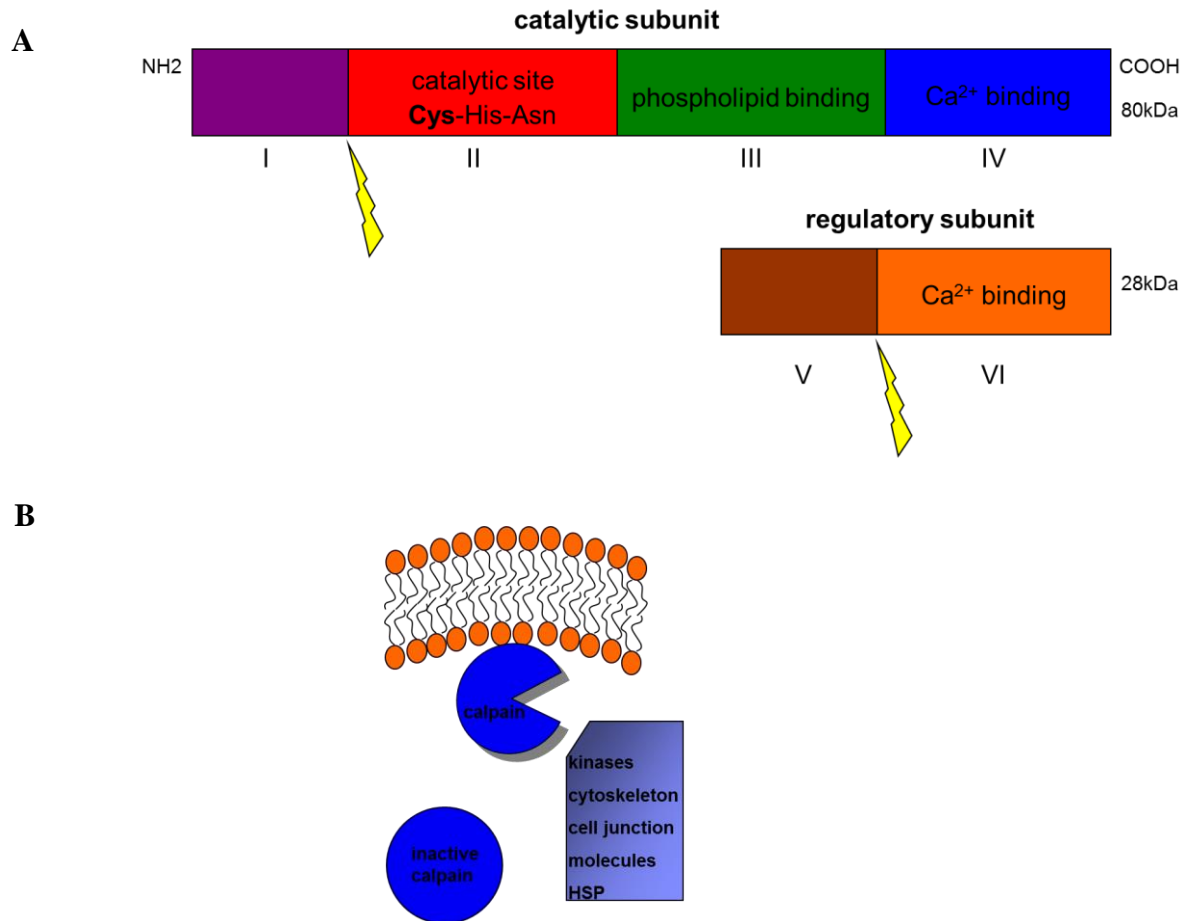 A
catalytic subunit
NH2
catalytic site
Cys-His-Asn
phospholipid binding
Ca²⁺ binding
COOH
80kDa
I
II
III
IV
regulatory subunit
Ca²⁺ binding
28kDa
V
VI
B
calpain
kinases
cytoskeleton
cell junction
molecules
HSP
inactive
calpain